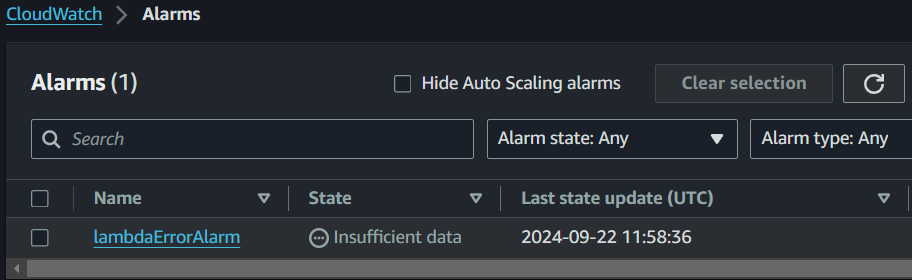 CloudWatch > Alarms
Alarms (1)
Hide Auto Scaling alarms
Clear selection
Search
Alarm state: Any
Alarm type: Any
Name State Last state update (UTC)
lambdaErrorAlarm Insufficient data 2024-09-22 11:58:36